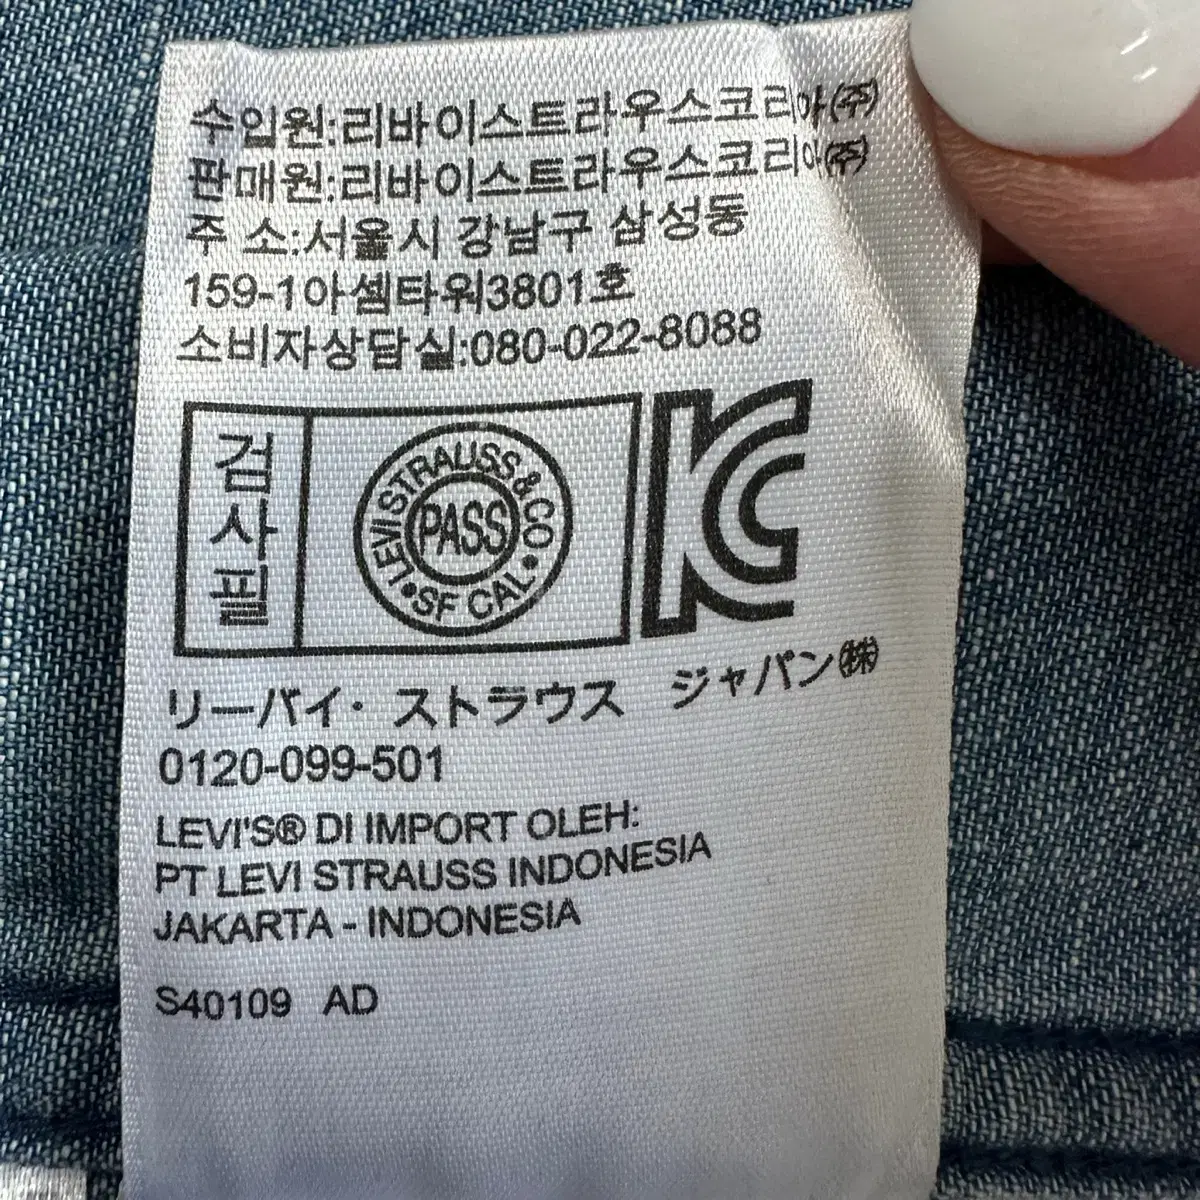 수입원:리바이스트라우스코리아(주)
판매원:리바이스트라우스코리아(주)
주 소:서울시 강남구 삼성동
159-1아셈타워3801호
소비자상담실:080-022-8088
검사필
LEVI STRAUSS & CO
PASS
SF CAL
KC
リーバイ・ストラウス ジャパン㈱
0120-099-501
LEVI'S® DI IMPORT OLEH:
PT LEVI STRAUSS INDONESIA
JAKARTA - INDONESIA
S40109 AD